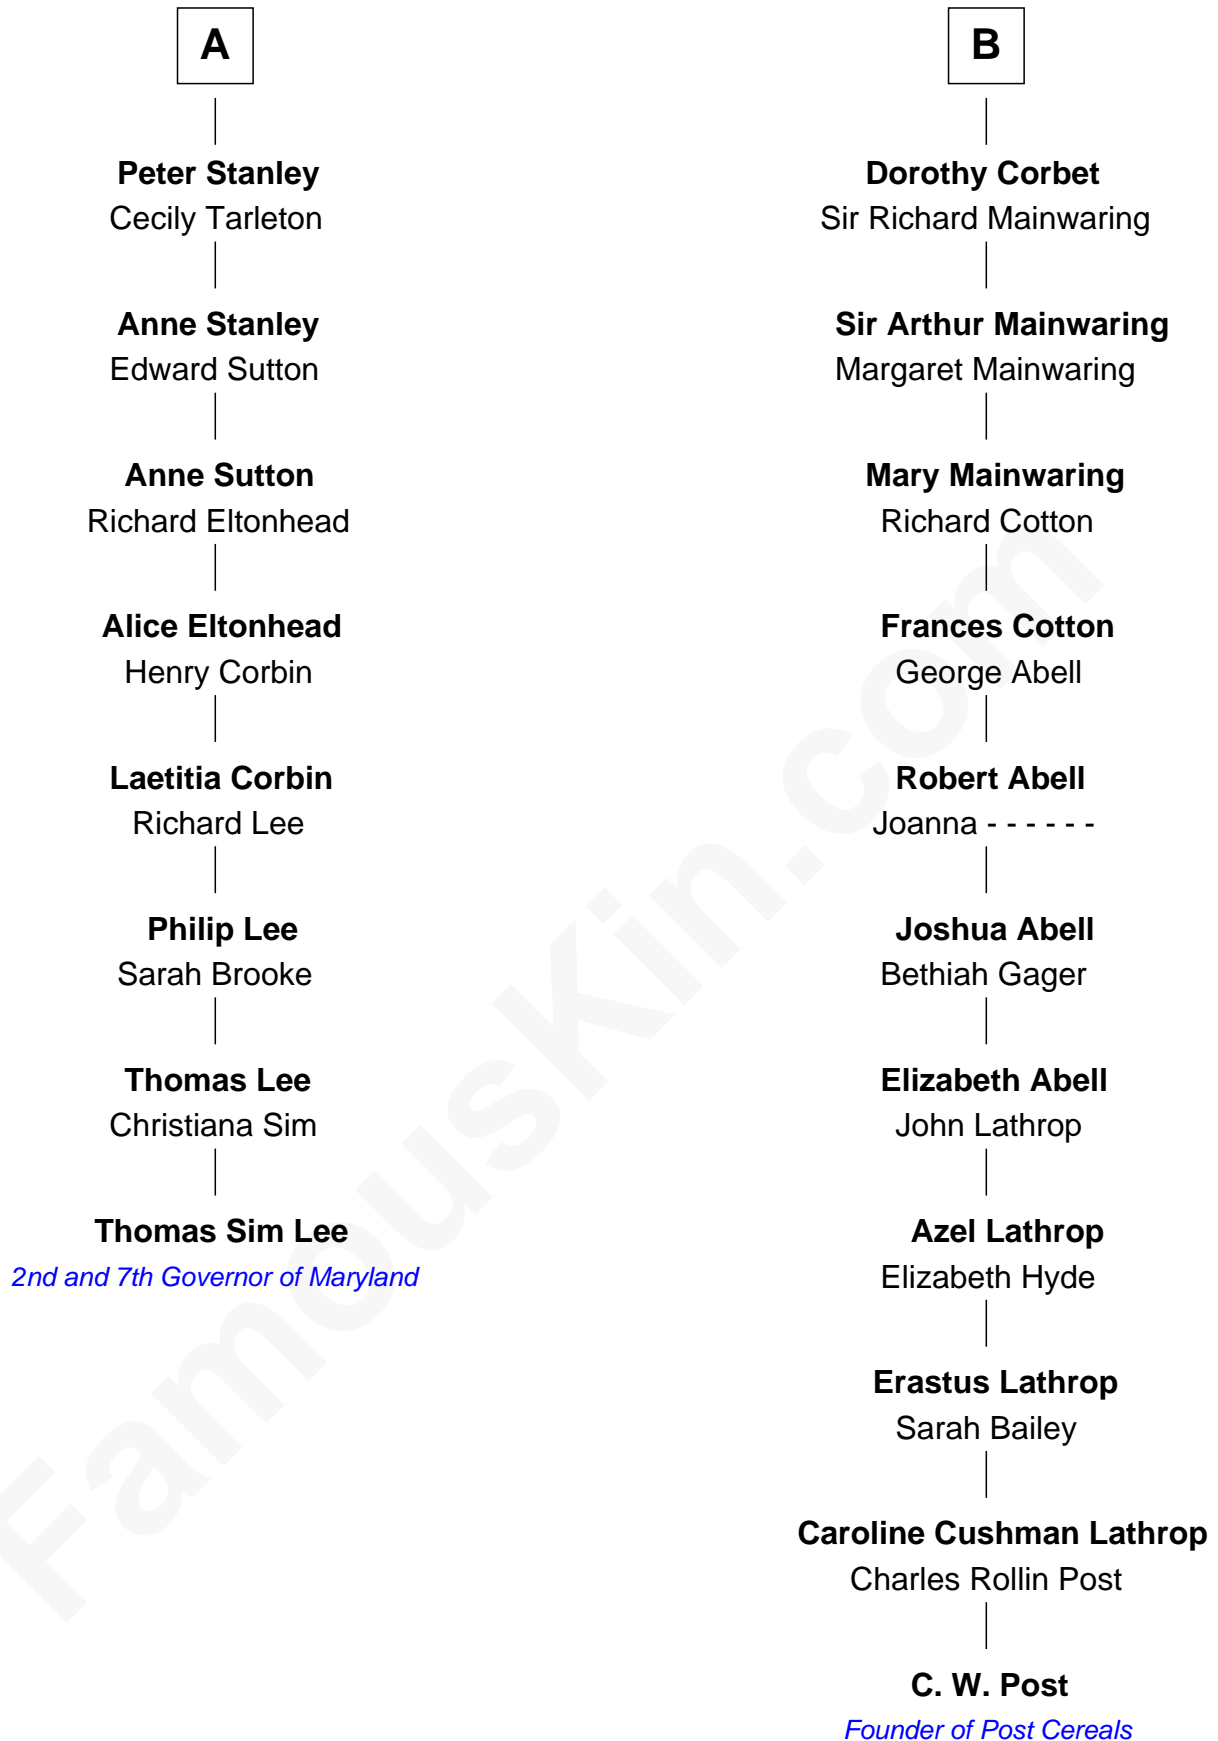 A
Peter Stanley
Cecily Tarleton
Anne Stanley
Edward Sutton
Anne Sutton
Richard Eltonhead
Alice Eltonhead
Henry Corbin
Laetitia Corbin
Richard Lee
Philip Lee
Sarah Brooke
Thomas Lee
Christiana Sim
Thomas Sim Lee
2nd and 7th Governor of Maryland
B
Dorothy Corbet
Sir Richard Mainwaring
Sir Arthur Mainwaring
Margaret Mainwaring
Mary Mainwaring
Richard Cotton
Frances Cotton
George Abell
Robert Abell
Joanna - - - - - -
Joshua Abell
Bethiah Gager
Elizabeth Abell
John Lathrop
Azel Lathrop
Elizabeth Hyde
Erastus Lathrop
Sarah Bailey
Caroline Cushman Lathrop
Charles Rollin Post
C. W. Post
Founder of Post Cereals
FamousKin.com